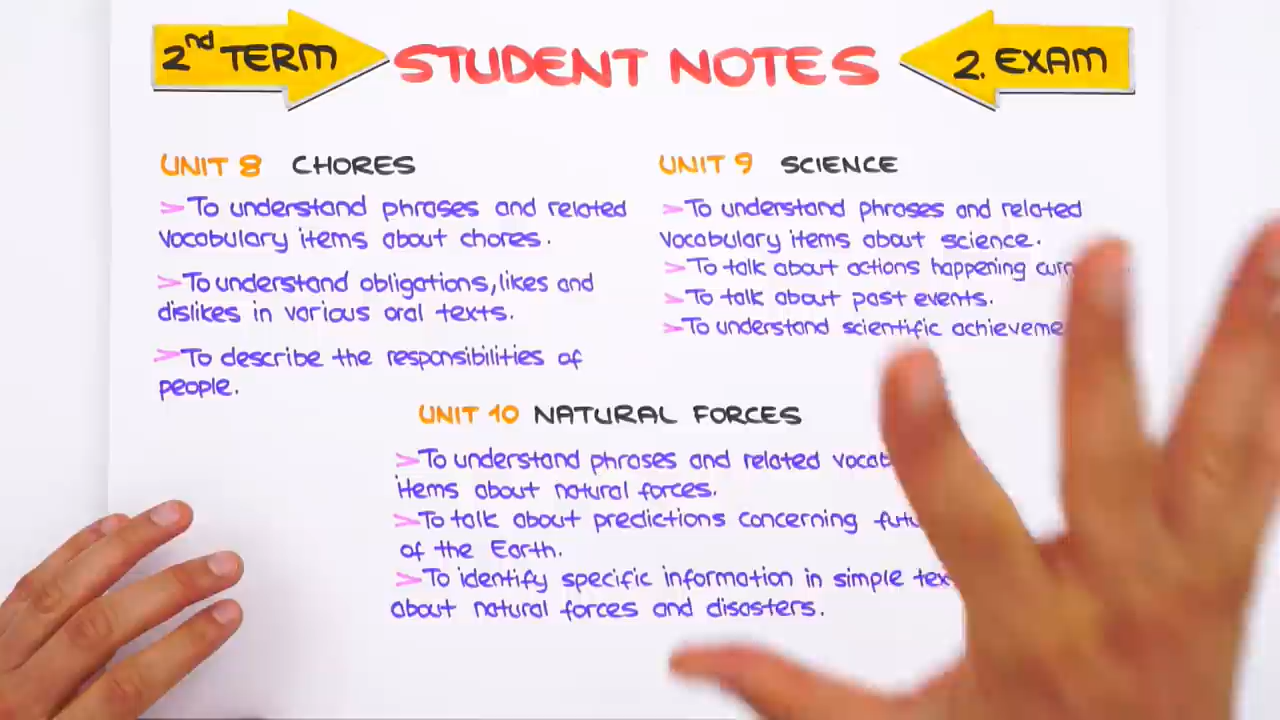 2nd TERM
STUDENT NOTES
2. EXAM
UNIT 8 CHORES
>To understand phrases and related
vocabulary items about chores.
>To understand obligations, likes and
dislikes in various oral texts.
>To describe the responsibilities of
people.
UNIT 9 SCIENCE
>To understand phrases and related
vocabulary items about science.
>To talk about actions happening
>To talk about past events.
>To understand scientific
UNIT 10 NATURAL FORCES
>To understand phrases and related
items about natural forces.
>To talk about predictions concerning
of the Earth.
>To identify specific information in simple
about natural forces and disasters.